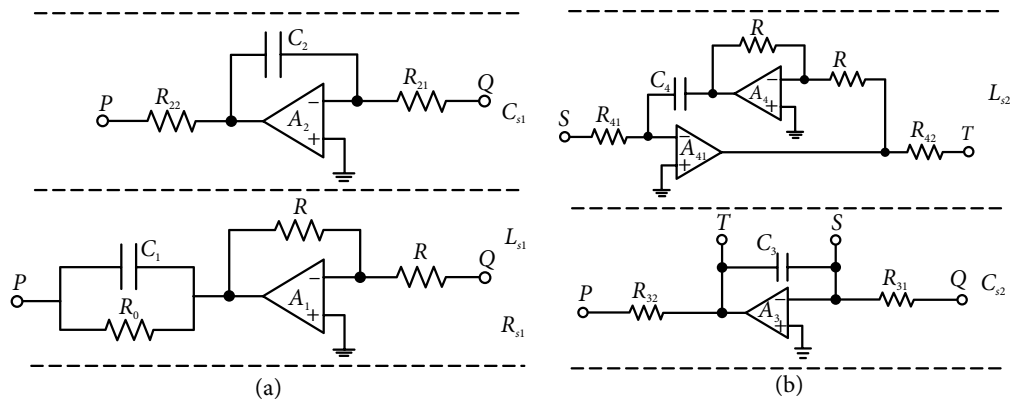 C₂
R₂₁
Q
P
R₂₂
− A₂ +
Cₛ₁
R
Lₛ₁
C₁
R
Q
P
− A₁ +
R₀
Rₛ₁
(a)
R
R
C₄
− A₄ +
Lₛ₂
S
R₄₁
R₄₂
T
− A₄₁ +
T
C₃
S
P
R₃₂
R₃₁
Q
Cₛ₂
− A₃ +
(b)